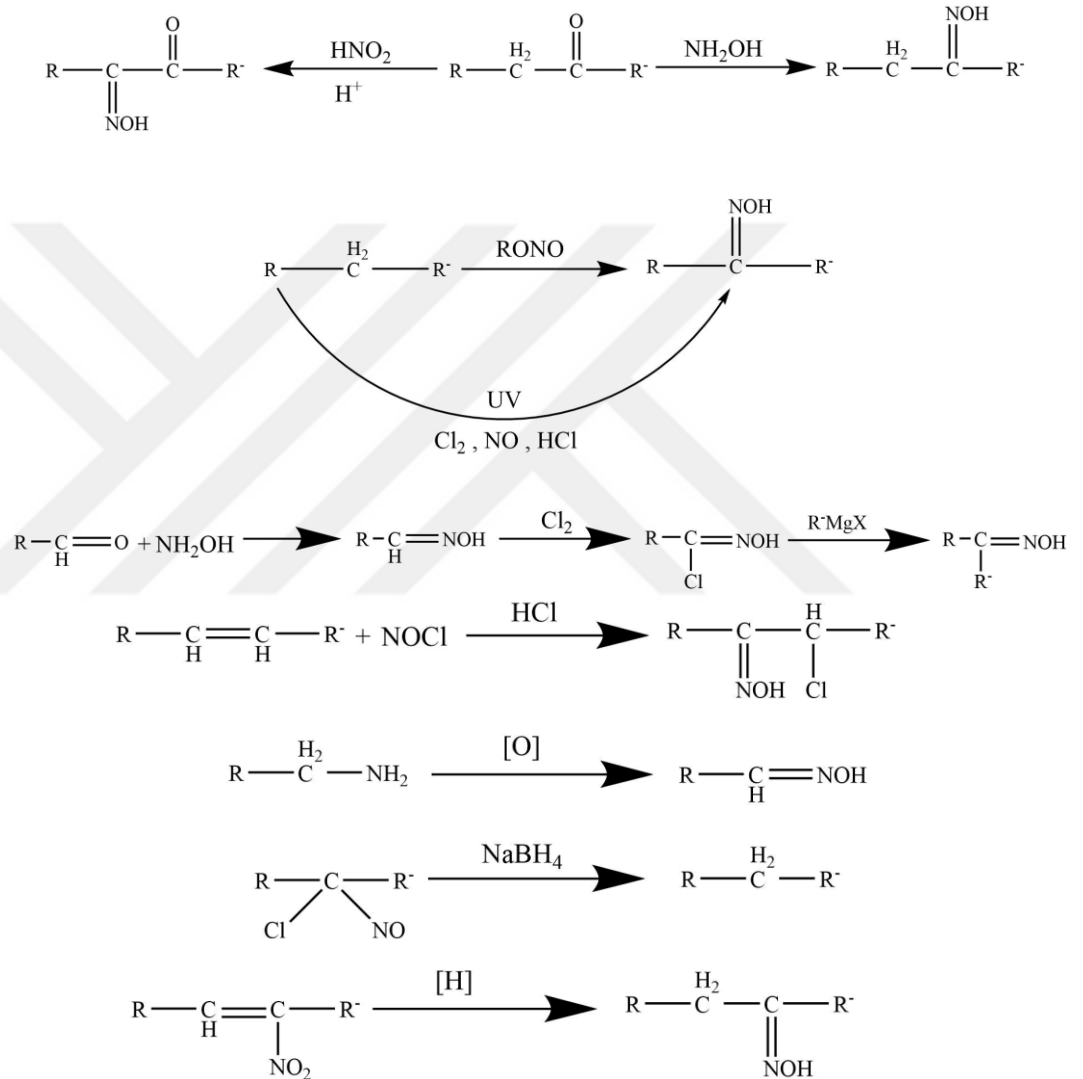 O HNO2 H2 O NH2OH NOH
R C C R- H+ R C C R- R C C R-
NOH H2
NOH
R H2 C R- RONO R C R-
UV
Cl2 , NO , HCl
R C H O + NH2OH R C H NOH Cl2 R C Cl NOH R-MgX R C R- NOH
R C H C H R- + NOCl HCl R C NOH H C Cl R-
R H2 C NH2 [O] R C H NOH
R C R- Cl NO NaBH4 R H2 C R-
R C H C NO2 R- [H] R H2 C C NOH R-